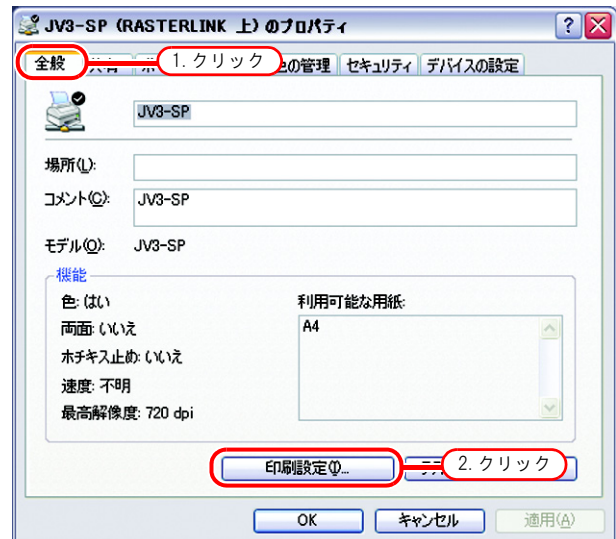 JV3-SP (RASTERLINK 上) のプロパティ
全般
1. クリック
の管理 セキュリティ デバイスの設定
JV3-SP
場所(L):
コメント(C): JV3-SP
モデル(O): JV3-SP
機能
色: はい
両面: いいえ
ホチキス止め: いいえ
速度: 不明
最高解像度: 720 dpi
利用可能な用紙:
A4
印刷設定(I)...
2. クリック
OK キャンセル 適用(A)